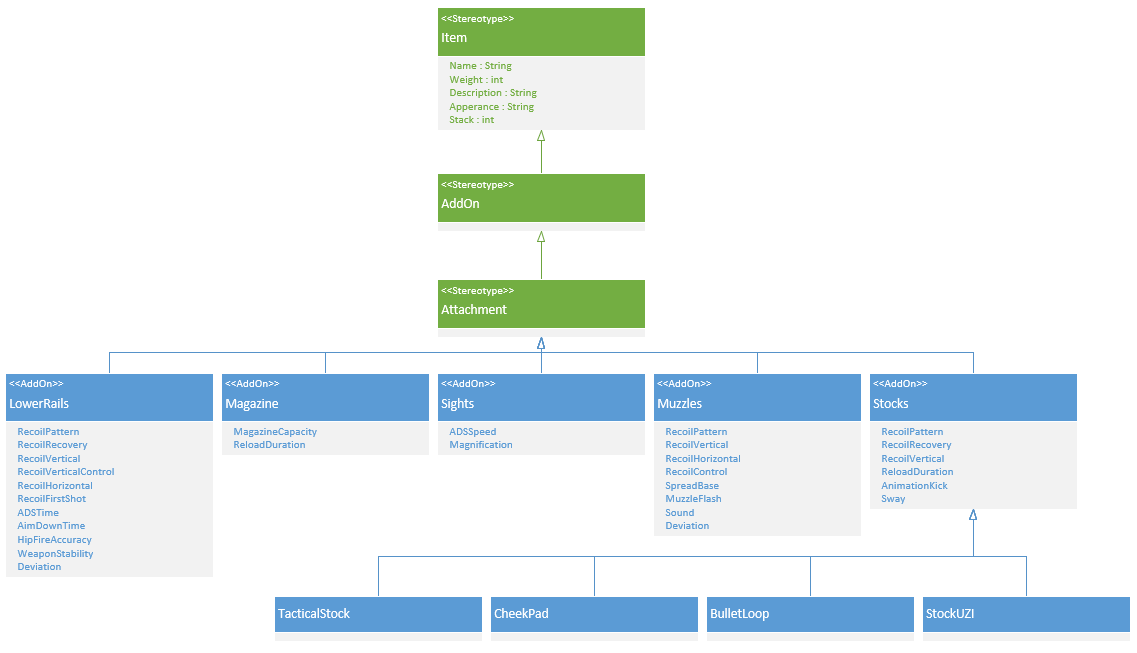 <<Stereotype>>
Item
Name : String
Weight : int
Description : String
Apperance : String
Stack : int
<<Stereotype>>
AddOn
<<Stereotype>>
Attachment
<<AddOn>>
LowerRails
RecoilPattern
RecoilRecovery
RecoilVertical
RecoilVerticalControl
RecoilHorizontal
RecoilFirstShot
ADSTime
AimDownTime
HipFireAccuracy
WeaponStability
Deviation
<<AddOn>>
Magazine
MagazineCapacity
ReloadDuration
<<AddOn>>
Sights
ADSSpeed
Magnification
<<AddOn>>
Muzzles
RecoilPattern
RecoilVertical
RecoilHorizontal
RecoilControl
SpreadBase
MuzzleFlash
Sound
Deviation
<<AddOn>>
Stocks
RecoilPattern
RecoilRecovery
RecoilVertical
ReloadDuration
AnimationKick
Sway
TacticalStock
CheekPad
BulletLoop
StockUZI